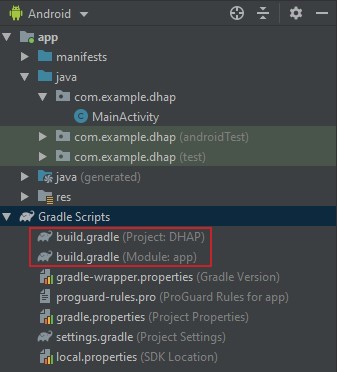 Android
app
manifests
java
com.example.dhap
MainActivity
com.example.dhap (androidTest)
com.example.dhap (test)
java (generated)
res
Gradle Scripts
build.gradle (Project: DHAP)
build.gradle (Module: app)
gradle-wrapper.properties (Gradle Version)
proguard-rules.pro (ProGuard Rules for app)
gradle.properties (Project Properties)
settings.gradle (Project Settings)
local.properties (SDK Location)